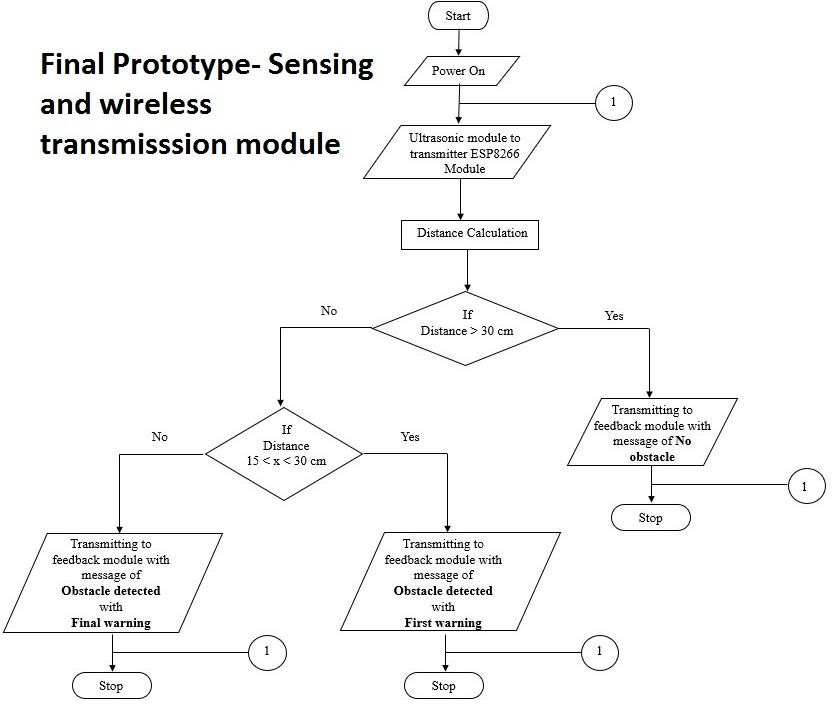 Start
Final Prototype- Sensing
and wireless
transmisssion module
Power On
1
Ultrasonic module to
transmitter ESP8266
Module
Distance Calculation
If
Distance > 30 cm
No
Yes
Transmitting to
feedback module with
message of No
obstacle
1
Stop
If
Distance
15 < x < 30 cm
No
Yes
Transmitting to
feedback module with
message of
Obstacle detected
with
Final warning
1
Stop
Transmitting to
feedback module with
message of
Obstacle detected
with
First warning
1
Stop